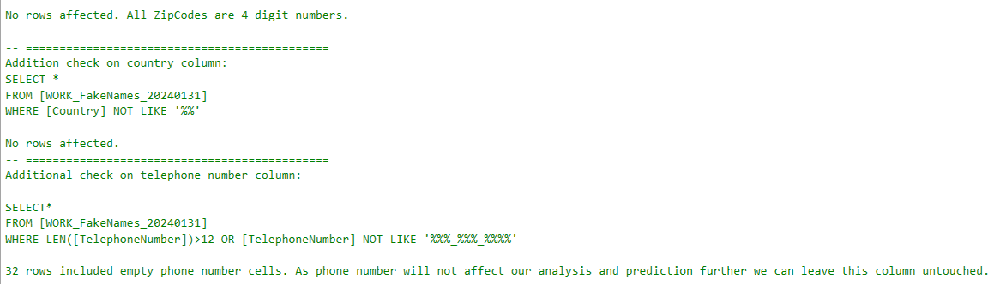 No rows affected. All ZipCodes are 4 digit numbers.
-- =============================================
Addition check on country column:
SELECT *
FROM [WORK_FakeNames_20240131]
WHERE [Country] NOT LIKE '%%'
No rows affected.
-- =============================================
Additional check on telephone number column:
SELECT*
FROM [WORK_FakeNames_20240131]
WHERE LEN([TelephoneNumber])>12 OR [TelephoneNumber] NOT LIKE '%%%_%%%_%%%%'
32 rows included empty phone number cells. As phone number will not affect our analysis and prediction further we can leave this column untouched.